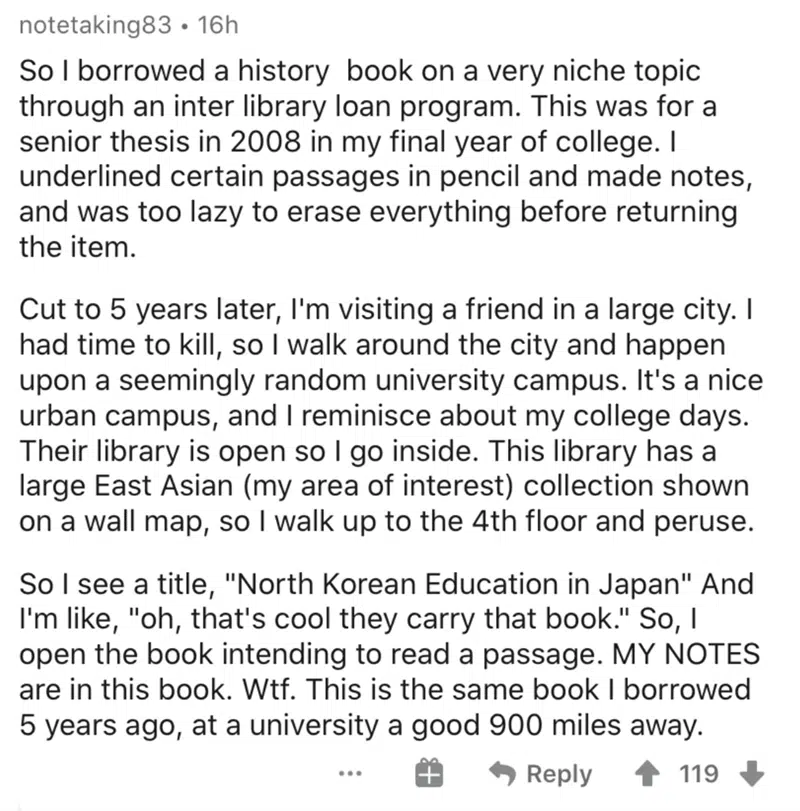 notetaking83 • 16h
So I borrowed a history  book on a very niche topic
through an inter library loan program. This was for a
senior thesis in 2008 in my final year of college. I
underlined certain passages in pencil and made notes,
and was too lazy to erase everything before returning
the item.
Cut to 5 years later, I'm visiting a friend in a large city. I
had time to kill, so I walk around the city and happen
upon a seemingly random university campus. It's a nice
urban campus, and I reminisce about my college days.
Their library is open so I go inside. This library has a
large East Asian (my area of interest) collection shown
on a wall map, so I walk up to the 4th floor and peruse.
So I see a title, "North Korean Education in Japan" And
I'm like, "oh, that's cool they carry that book." So, I
open the book intending to read a passage. MY NOTES
are in this book. Wtf. This is the same book I borrowed
5 years ago, at a university a good 900 miles away.
... Reply 119